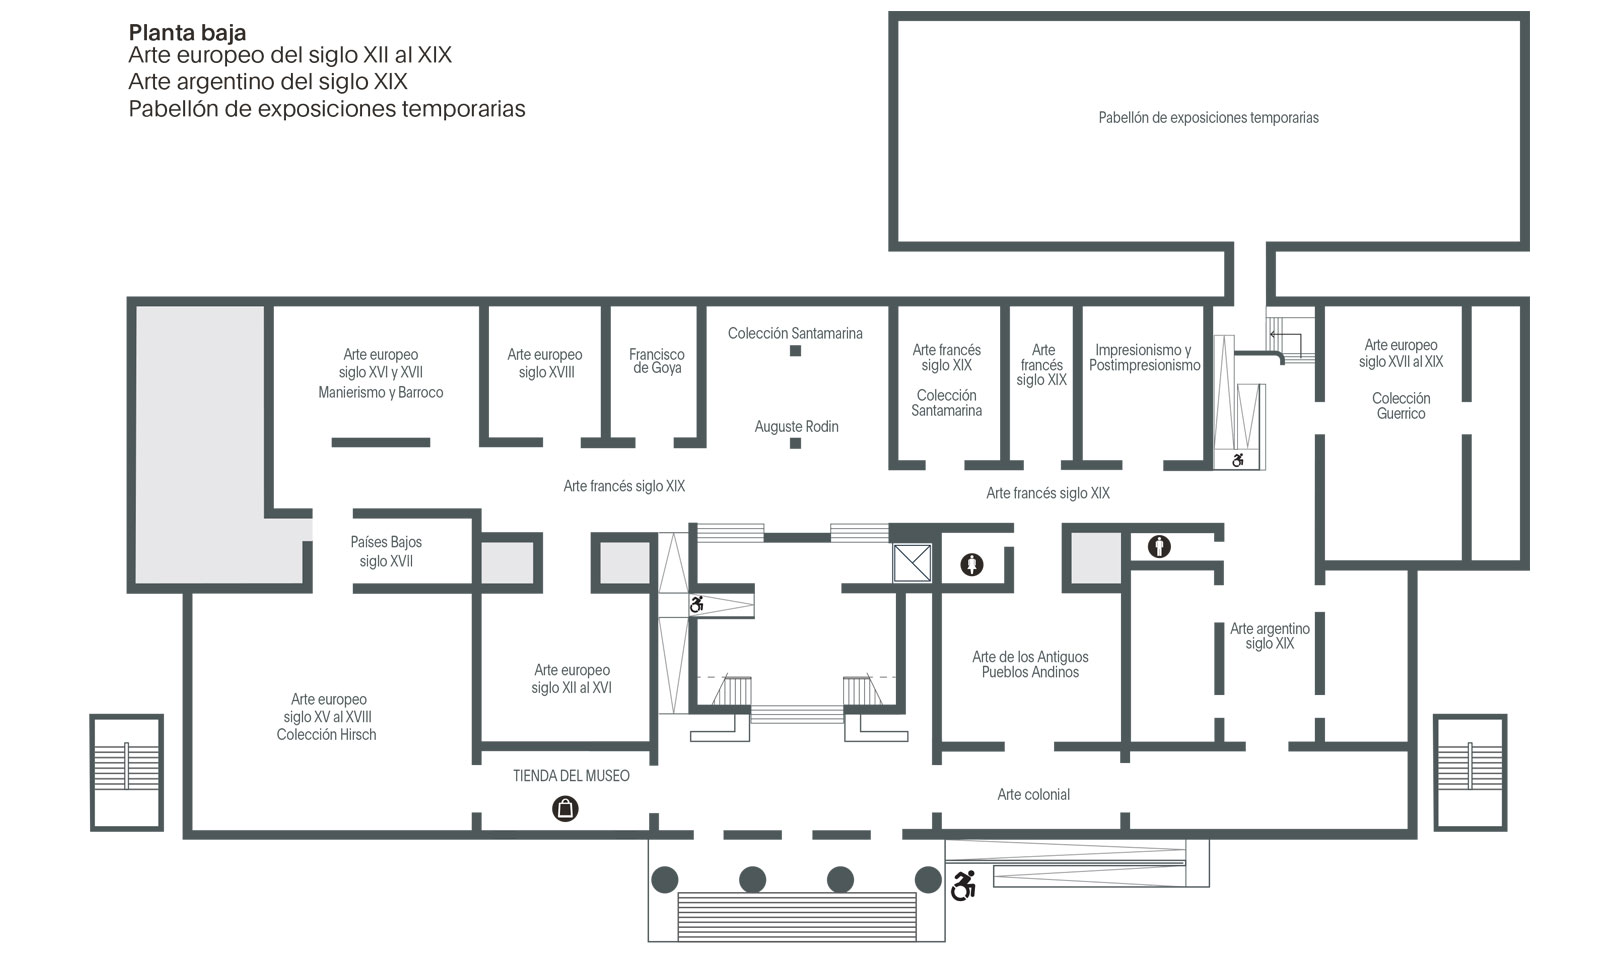 Planta baja
Arte europeo del siglo XII al XIX
Arte argentino del siglo XIX
Pabellón de exposiciones temporarias
Pabellón de exposiciones temporarias
Arte europeo
siglo XVI y XVII
Manierismo y Barroco
Arte europeo
siglo XVIII
Francisco
de Goya
Colección Santamarina
Auguste Rodin
Arte francés
siglo XIX
Colección
Santamarina
Arte
francés
siglo XIX
Impresionismo y
Postimpresionismo
Arte europeo
siglo XVII al XIX
Colección
Guerrico
Arte francés siglo XIX
Arte francés siglo XIX
Países Bajos
siglo XVII
Arte europeo
siglo XV al XVIII
Colección Hirsch
Arte europeo
siglo XII al XVI
Arte de los Antiguos
Pueblos Andinos
Arte argentino
siglo XIX
TIENDA DEL MUSEO
Arte colonial